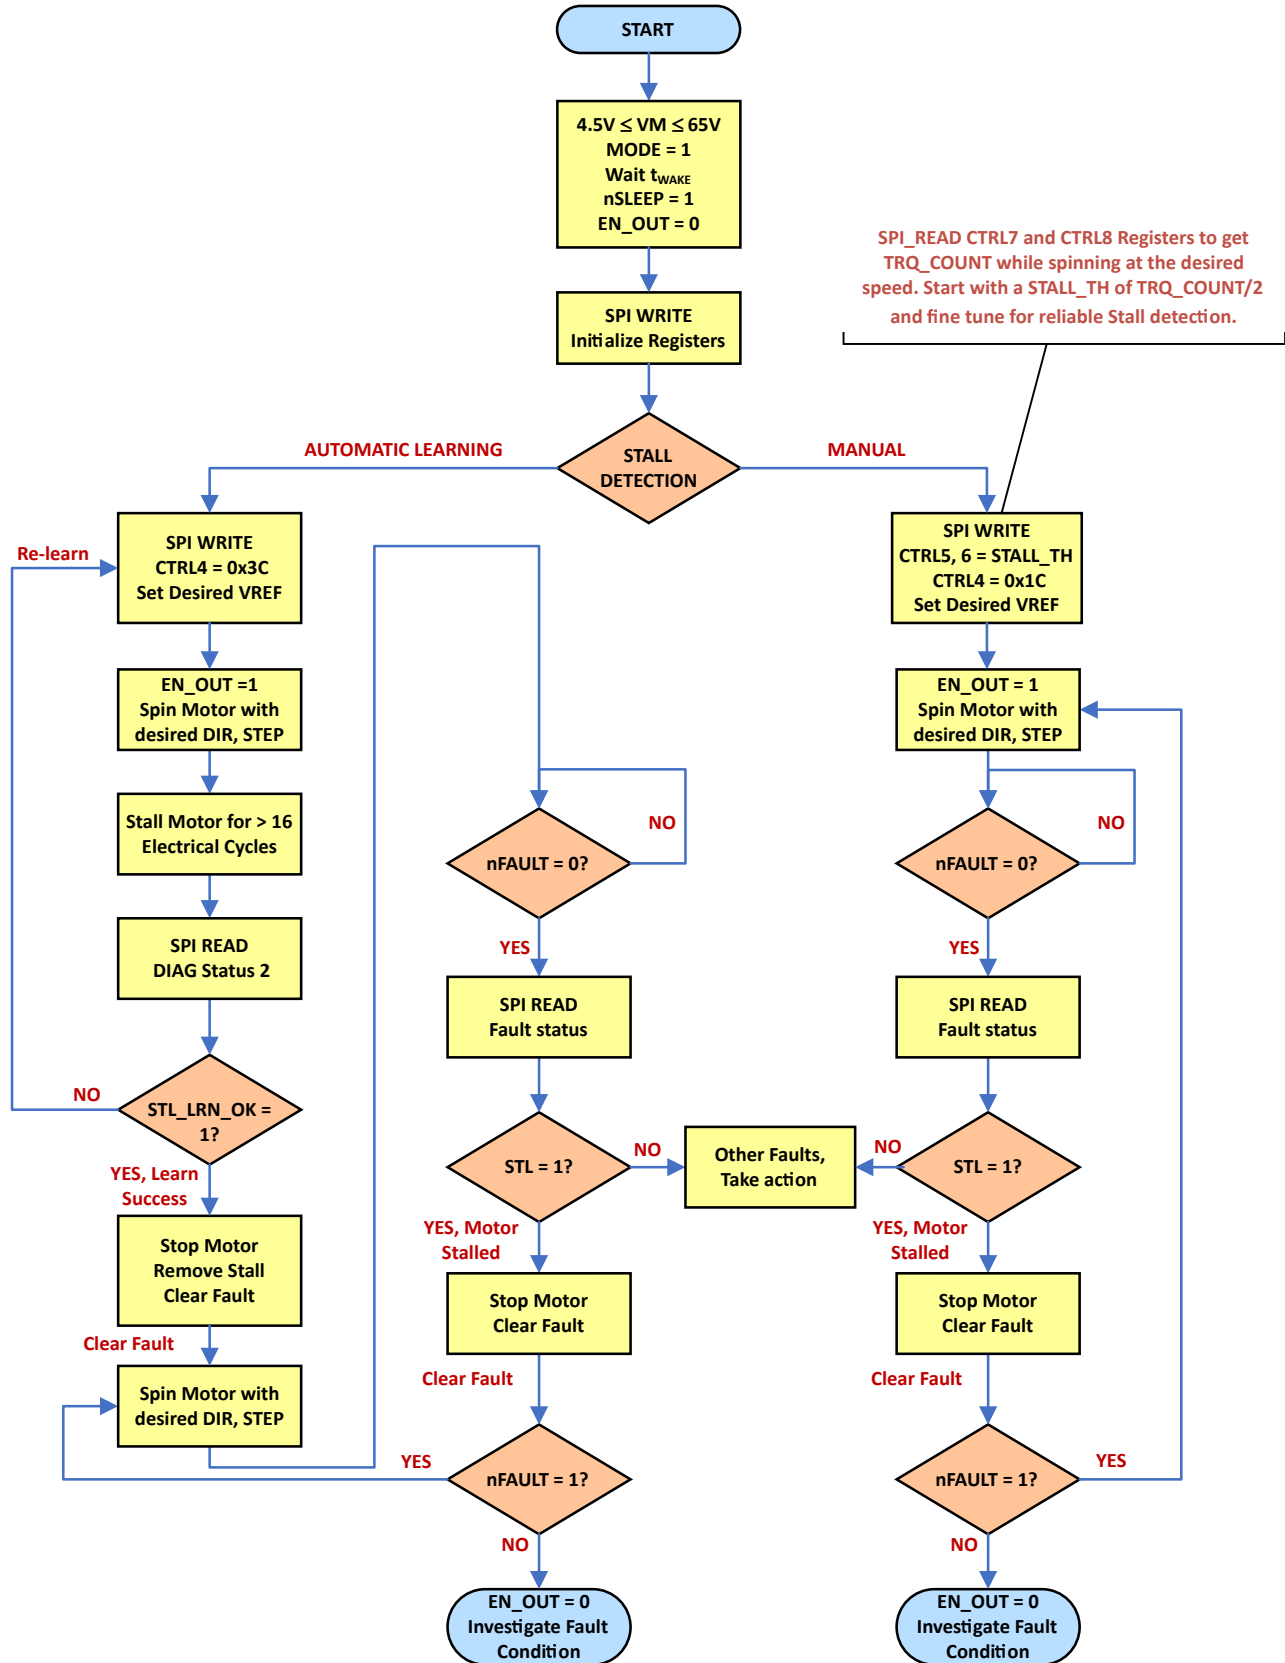 START
4.5V ≤ VM ≤ 65V
MODE = 1
Wait tWAKE
nSLEEP = 1
EN_OUT = 0
SPI WRITE
Initialize Registers
SPI_READ CTRL7 and CTRL8 Registers to get
TRQ_COUNT while spinning at the desired
speed. Start with a STALL_TH of TRQ_COUNT/2
and fine tune for reliable Stall detection.
STALL
DETECTION
AUTOMATIC LEARNING
MANUAL
Re-learn
SPI WRITE
CTRL4 = 0x3C
Set Desired VREF
EN_OUT =1
Spin Motor with
desired DIR, STEP
Stall Motor for > 16
Electrical Cycles
SPI READ
DIAG Status 2
NO
STL_LRN_OK =
1?
YES, Learn
Success
Stop Motor
Remove Stall
Clear Fault
Clear Fault
Spin Motor with
desired DIR, STEP
nFAULT = 0?
NO
YES
SPI READ
Fault status
STL = 1?
NO
Other Faults,
Take action
YES, Motor
Stalled
Stop Motor
Clear Fault
Clear Fault
nFAULT = 1?
YES
NO
EN_OUT = 0
Investigate Fault
Condition
SPI WRITE
CTRL5, 6 = STALL_TH
CTRL4 = 0x1C
Set Desired VREF
EN_OUT = 1
Spin Motor with
desired DIR, STEP
nFAULT = 0?
NO
YES
SPI READ
Fault status
NO
STL = 1?
YES, Motor
Stalled
Stop Motor
Clear Fault
Clear Fault
nFAULT = 1?
YES
NO
EN_OUT = 0
Investigate Fault
Condition